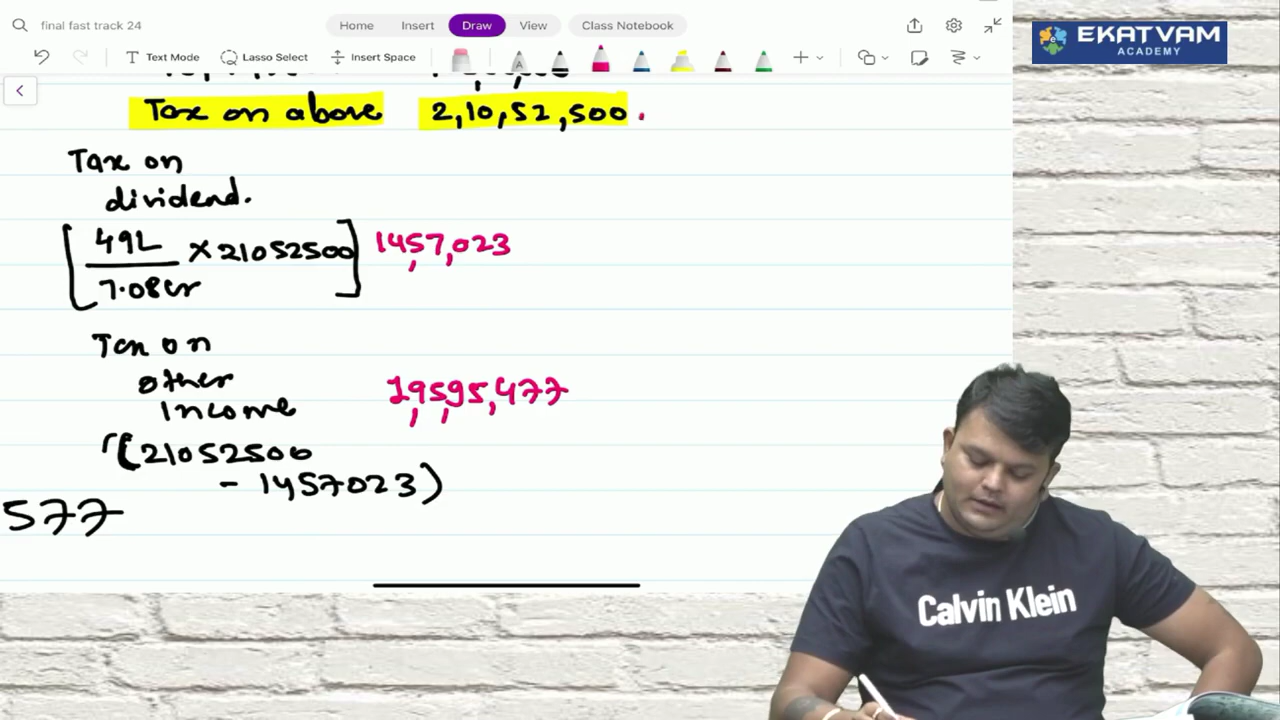 final fast track 24
Home Insert Draw View Class Notebook
Text Mode Lasso Select Insert Space
EKATVAM
ACADEMY
Tax on above 2,10,52,500.
Tax on
dividend.
[49L / 7.08cr × 21052500] 1457,023
Tax on
other
Income
19595,477
(21052500
- 1457023)
577
Calvin Klein